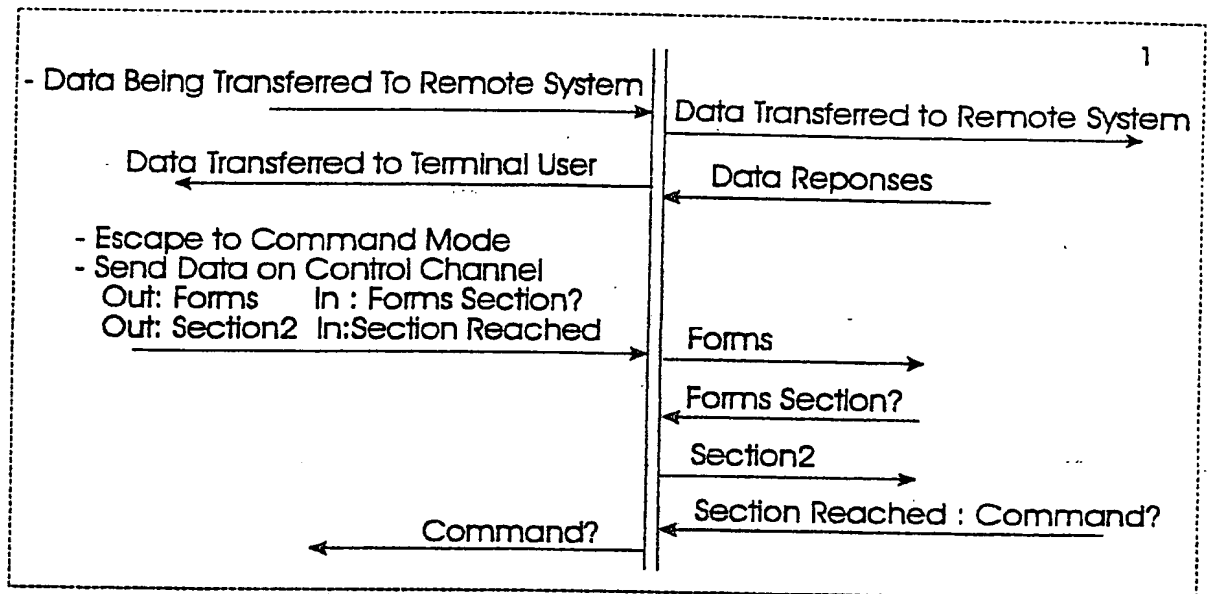 1
- Data Being Transferred To Remote System
Data Transferred to Remote System
Data Transferred to Terminal User
Data Reponses
- Escape to Command Mode
- Send Data on Control Channel
Out: Forms In : Forms Section?
Out: Section2 In:Section Reached
Forms
Forms Section?
Section2
Section Reached : Command?
Command?